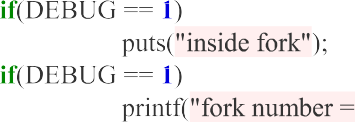 if(DEBUG == 1)
puts("inside fork");
if(DEBUG == 1)
printf("fork number =